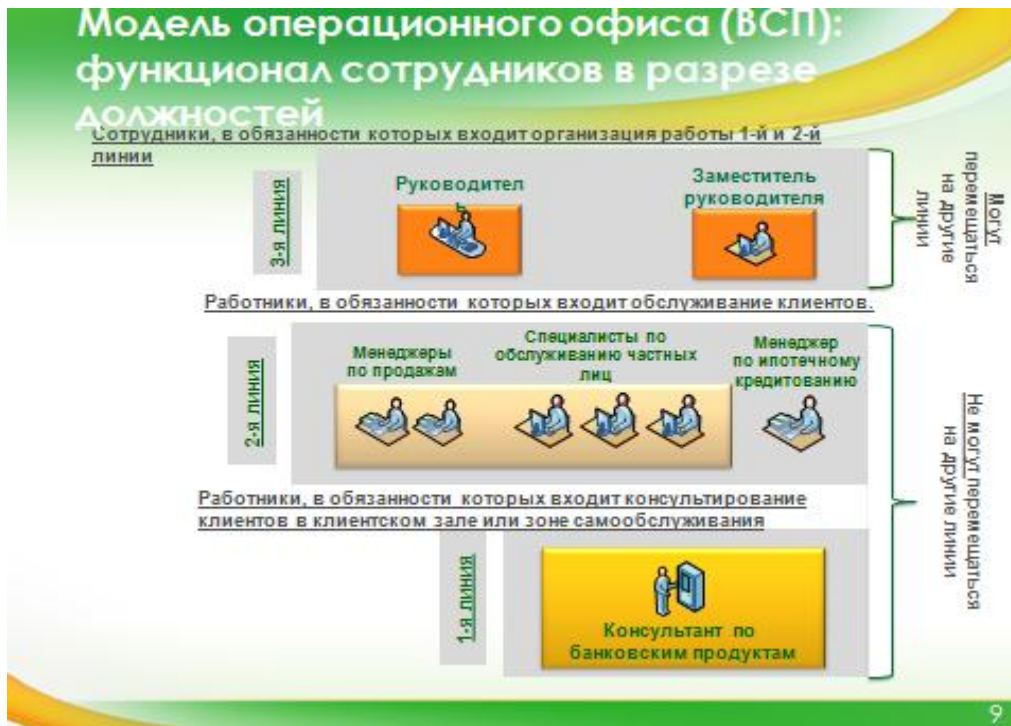 Модель операционного офиса (ВСП):
функционал сотрудников в разрезе
должностей
Сотрудники, в обязанности которых входит организация работы 1-й и 2-й
линии
3-я линия
Руководител
ь
Заместитель
руководителя
Могут
перемещаться
на другие
линии
Работники, в обязанности которых входит обслуживание клиентов.
2-я линия
Менеджеры
по продажам
Специалисты по
обслуживанию частных
лиц
Менеджер
по ипотечному
кредитованию
Не могут перемещаться
на другие линии
Работники, в обязанности которых входит консультирование
клиентов в клиентском зале или зоне самообслуживания
1-я линия
Консультант по
банковским продуктам
9